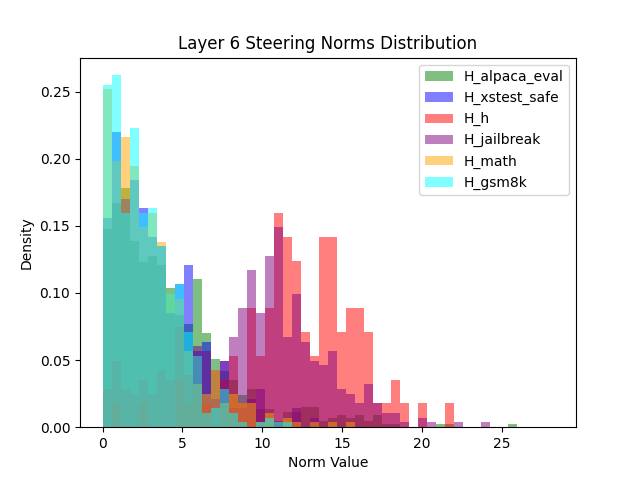 Layer 6 Steering Norms Distribution
H_alpaca_eval
H_xstest_safe
H_h
H_jailbreak
H_math
H_gsm8k
Density
0.25
0.20
0.15
0.10
0.05
0.00
0 5 10 15 20 25
Norm Value